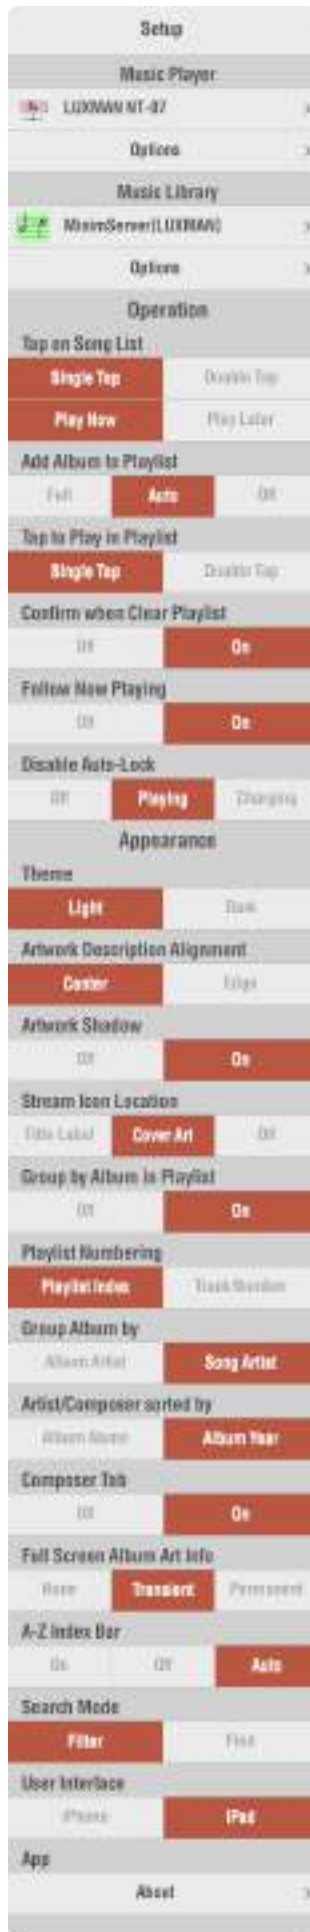 Setup
Music Player
LUXMAN NT-07
Options
Music Library
MinimServer[LUXMAN]
Options
Operation
Tap on Song List
Single Tap Double Tap
Play Now Play Later
Add Album to Playlist
Full Auto Off
Tap to Play in Playlist
Single Tap Double Tap
Confirm when Clear Playlist
Off On
Follow Now Playing
Off On
Disable Auto-Lock
Off Playing Charging
Appearance
Theme
Light Dark
Artwork Description Alignment
Center Edge
Artwork Shadow
Off On
Stream Icon Location
Title Label Cover Art Off
Group by Album in Playlist
Off On
Playlist Numbering
Playlist Index Track Number
Group Album by
Album Artist Song Artist
Artist/Composer sorted by
Album Name Album Year
Composer Tab
Off On
Full Screen Album Art Info
None Transient Permanent
A-Z Index Bar
On Off Auto
Search Mode
Filter Find
User Interface
iPhone iPad
App
About